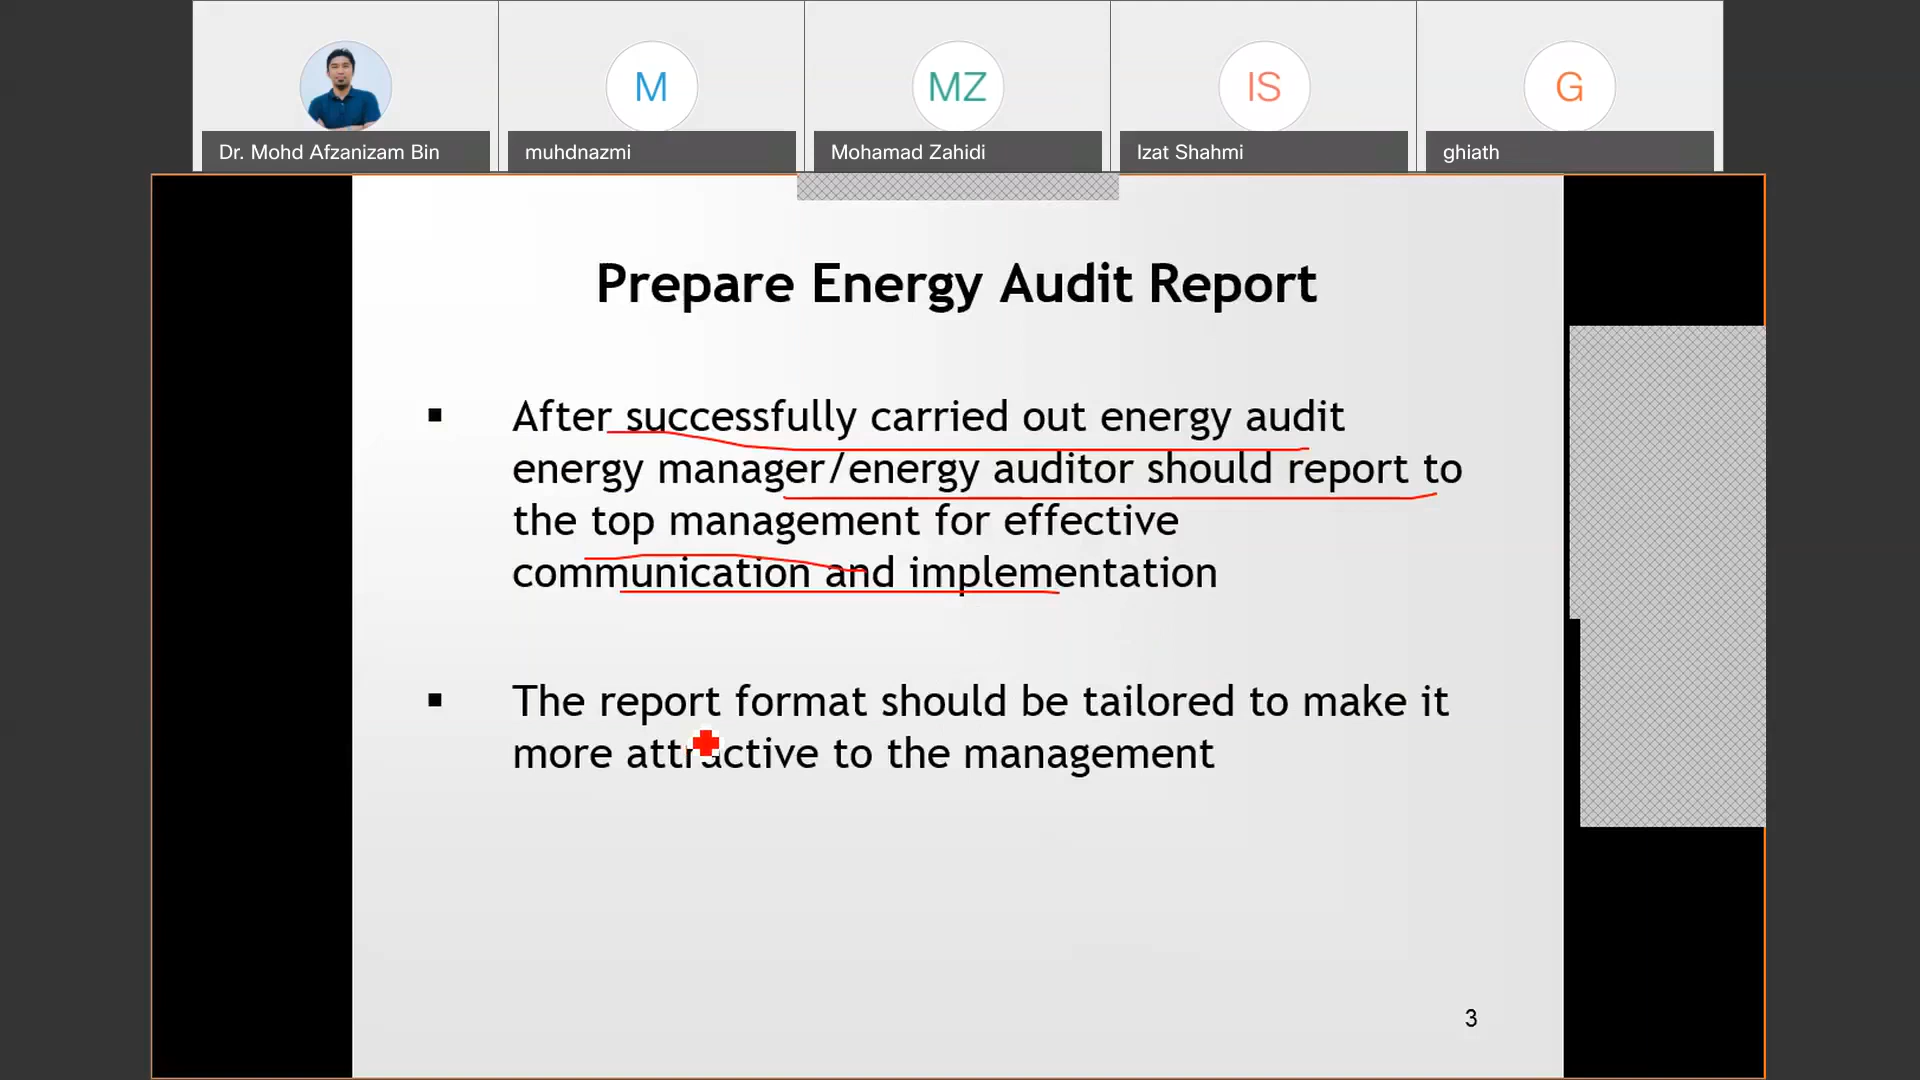 M
MZ
IS
G
Dr. Mohd Afzanizam Bin
muhdnazmi
Mohamad Zahidi
Izat Shahmi
ghiath
Prepare Energy Audit Report
▪ After successfully carried out energy audit
energy manager/energy auditor should report to
the top management for effective
communication and implementation
▪ The report format should be tailored to make it
more attractive to the management
3